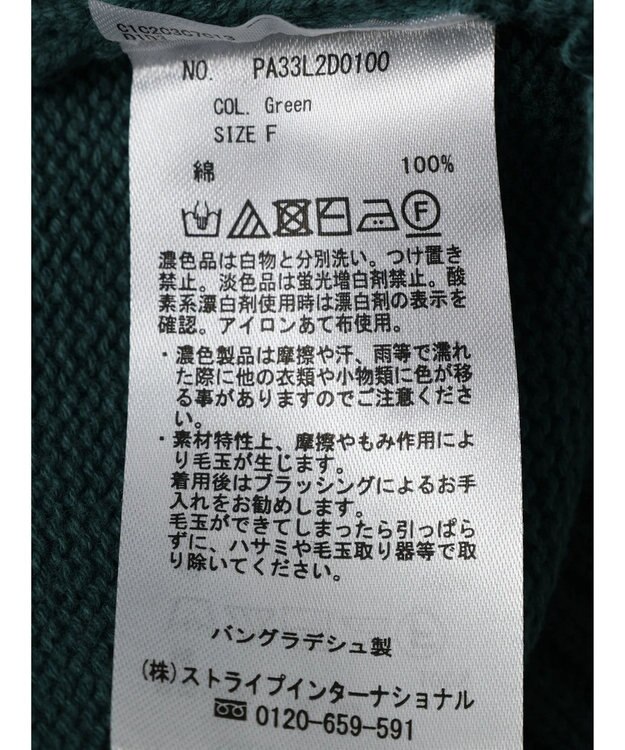 NO. PA33L2D0100
COL. Green
SIZE F
綿 100%
F
濃色品は白物と分別洗い。つけ置き
禁止。淡色品は蛍光増白剤禁止。酸
素系漂白剤使用時は漂白剤の表示を
確認。アイロンあて布使用。
・濃色製品は摩擦や汗、雨等で濡れ
た際に他の衣類や小物類に色が移
る事がありますのでご注意くださ
い。
・素材特性上、摩擦やもみ作用によ
り毛玉が生じます。
着用後はブラッシングによるお手
入れをお勧めします。
毛玉ができてしまったら引っぱら
ずに、ハサミや毛玉取り器等で取
り除いてください。
バングラデシュ製
(株)ストライプインターナショナル
0120-659-591